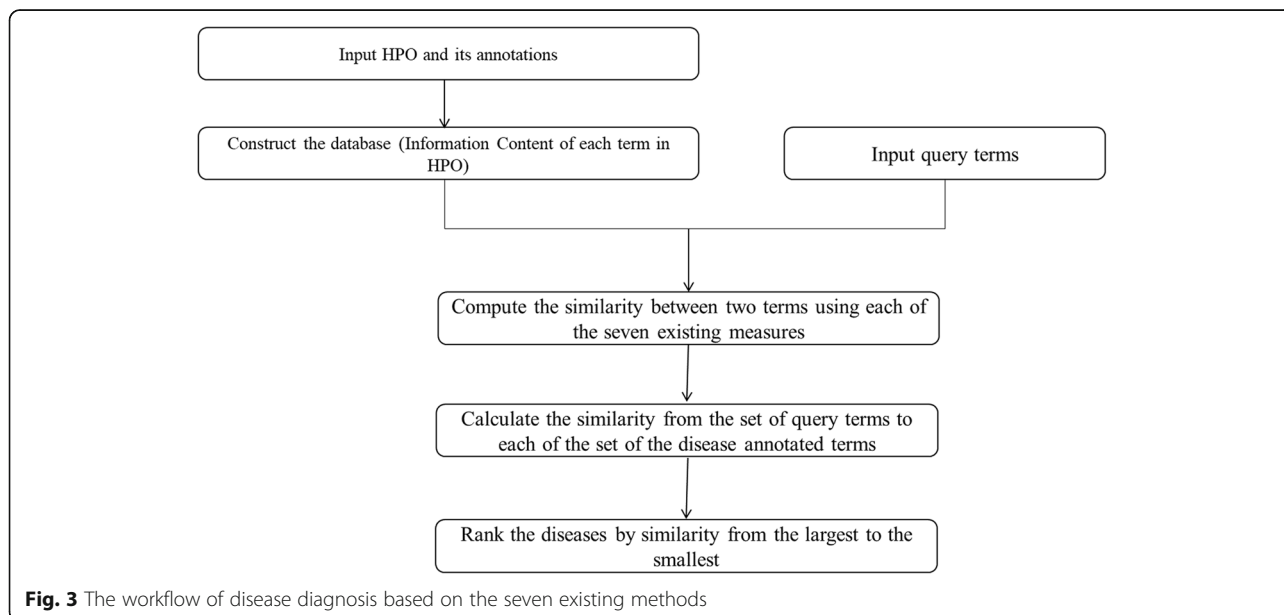 Input HPO and its annotations
Construct the database (Information Content of each term in
HPO)
Input query terms
Compute the similarity between two terms using each of
the seven existing measures
Calculate the similarity from the set of query terms to
each of the set of the disease annotated terms
Rank the diseases by similarity from the largest to the
smallest
Fig. 3 The workflow of disease diagnosis based on the seven existing methods